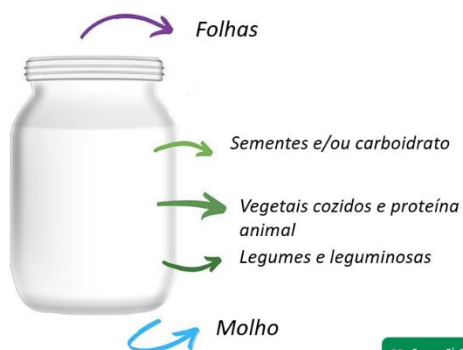 Folhas
Sementes e/ou carboidrato
Vegetais cozidos e proteína
animal
Legumes e leguminosas
Molho